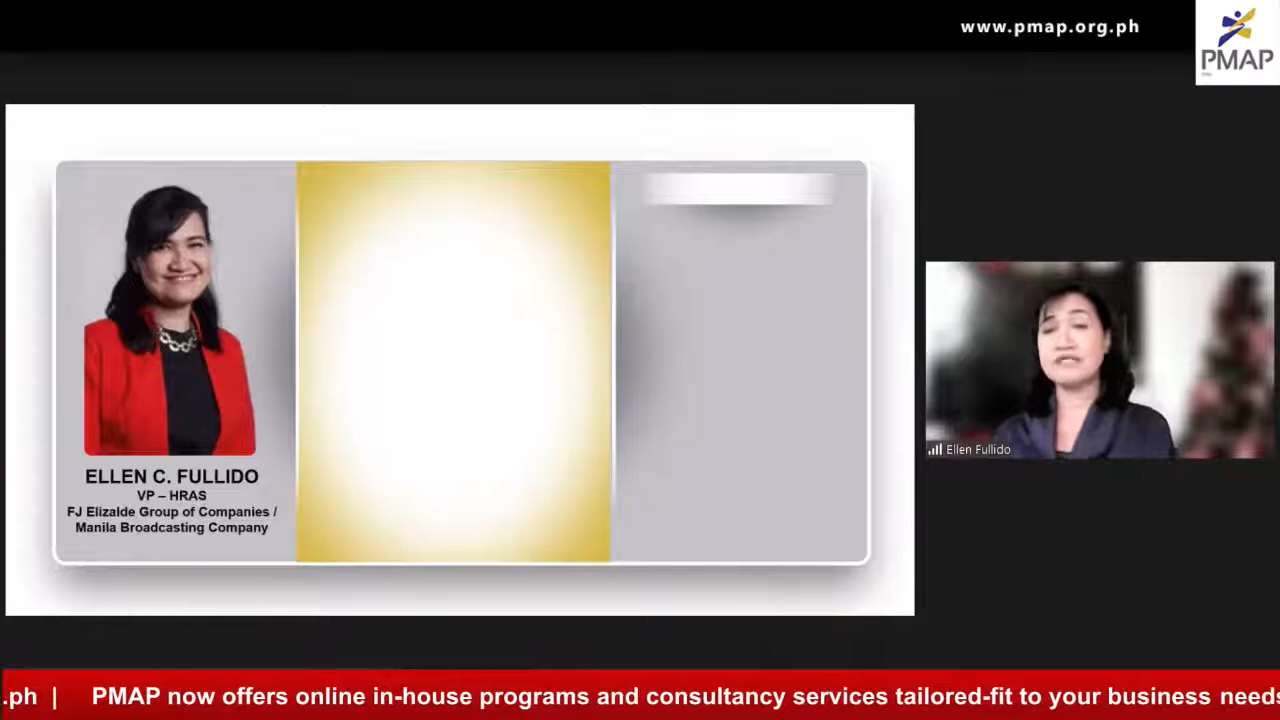 www.pmap.org.ph
PMAP
ELLEN C. FULLIDO
VP – HRAS
FJ Elizalde Group of Companies /
Manila Broadcasting Company
Ellen Fullido
.ph | PMAP now offers online in-house programs and consultancy services tailored-fit to your business needs